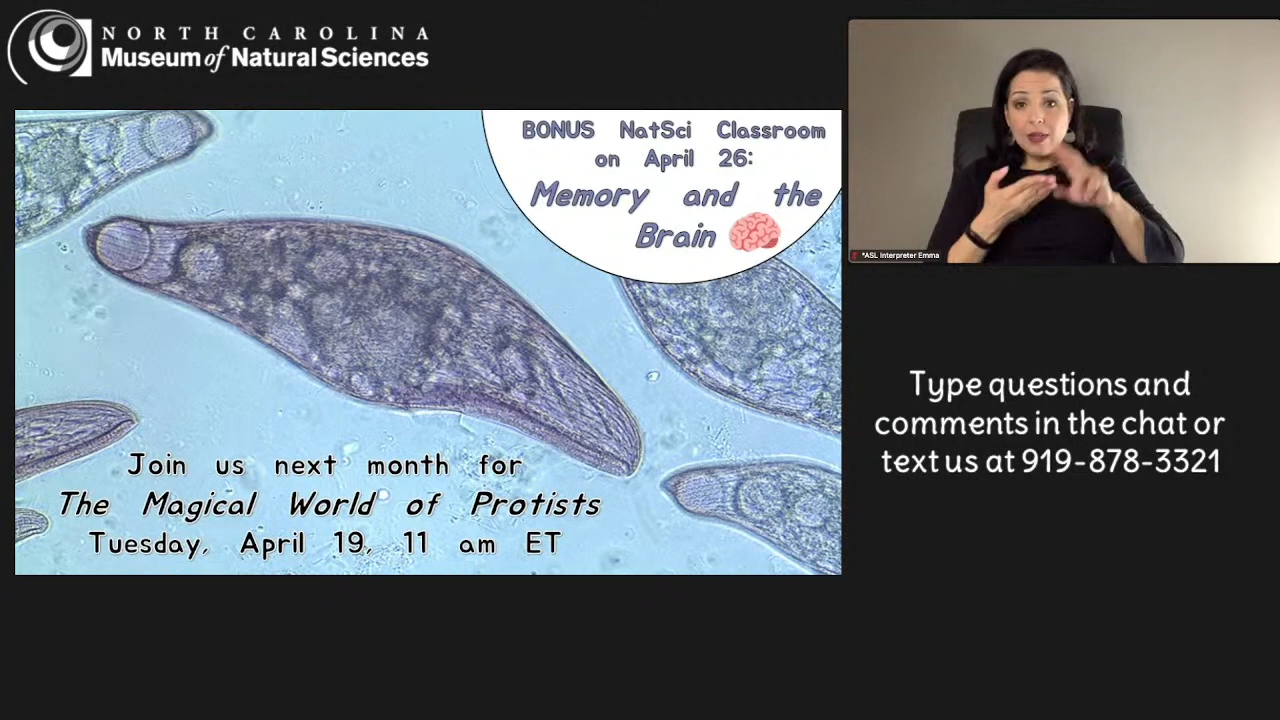 NORTH CAROLINA
Museum of Natural Sciences
BONUS NatSci Classroom
on April 26:
Memory and the
Brain
Join us next month for
The Magical World of Protists
Tuesday, April 19, 11 am ET
*ASL Interpreter Emma
Type questions and
comments in the chat or
text us at 919-878-3321